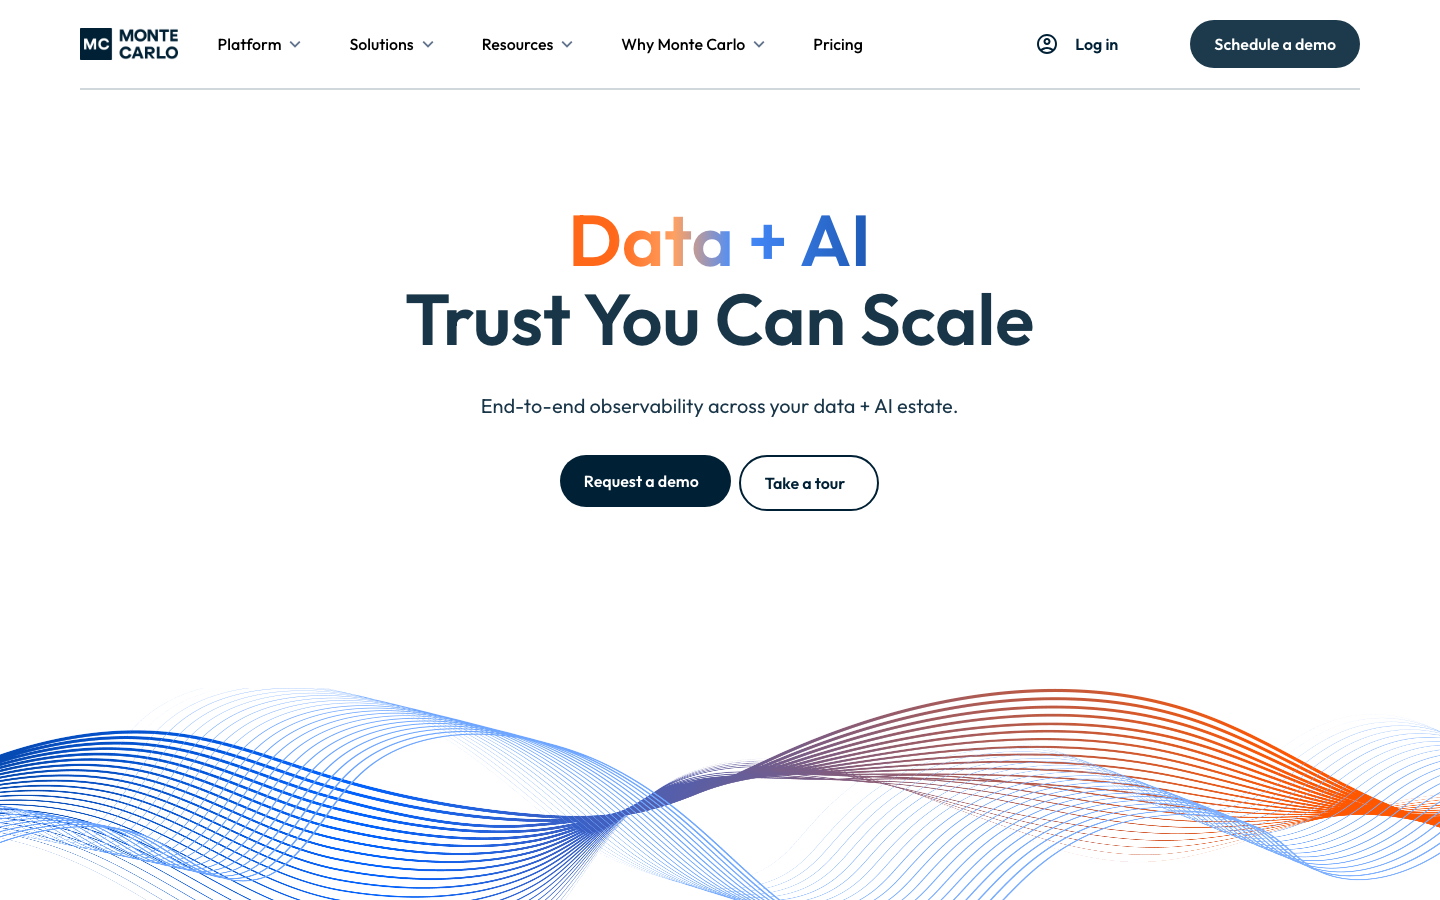 MC MONTE CARLO
Platform
Solutions
Resources
Why Monte Carlo
Pricing
Log in
Schedule a demo
Data + AI
Trust You Can Scale
End-to-end observability across your data + AI estate.
Request a demo
Take a tour